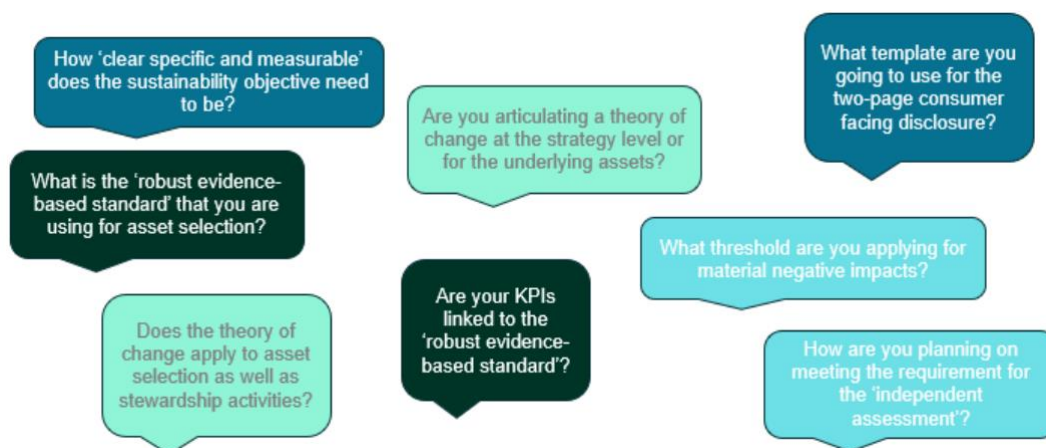 How ‘clear specific and measurable’
does the sustainability objective need
to be?
What template are you
going to use for the
two-page consumer
facing disclosure?
Are you articulating a theory of
change at the strategy level or
for the underlying assets?
What is the ‘robust evidence-
based standard’ that you are
using for asset selection?
What threshold are you applying for
material negative impacts?
Are your KPIs
linked to the
‘robust evidence-
based standard’?
Does the theory of
change apply to asset
selection as well as
stewardship activities?
How are you planning on
meeting the requirement for
the ‘independent
assessment’?